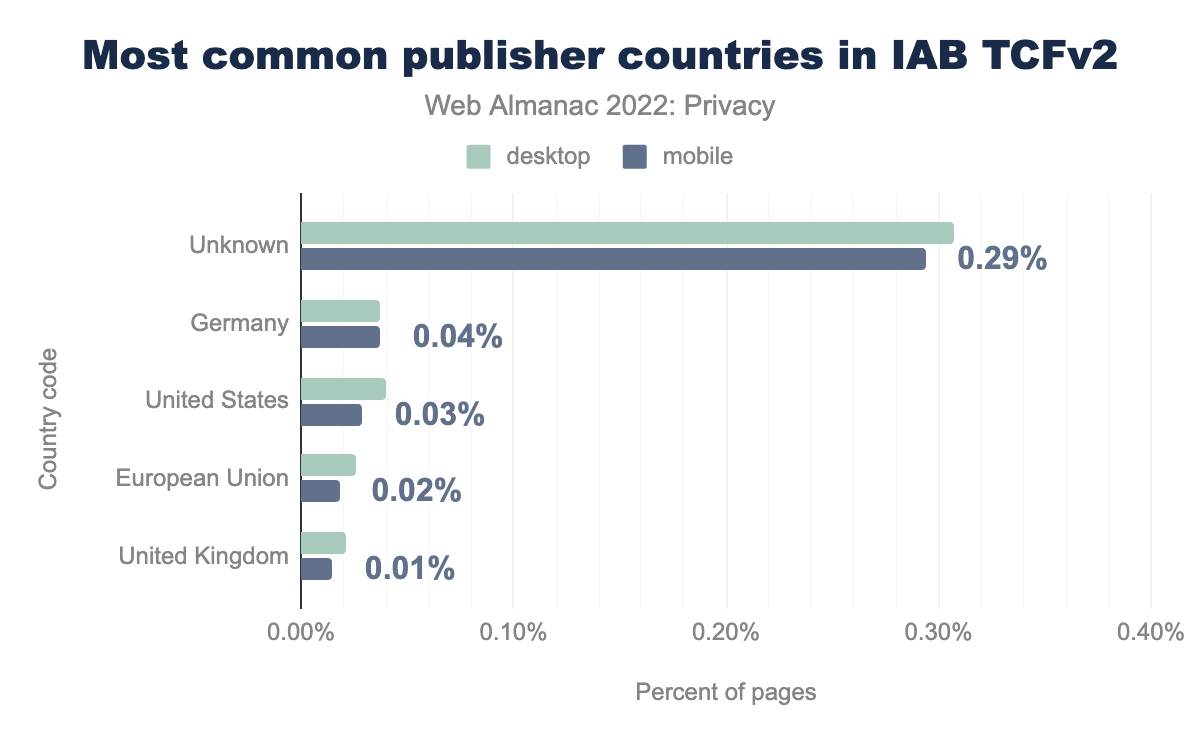 Most common publisher countries in IAB TCFv2
Web Almanac 2022: Privacy
desktop mobile
Country code
Unknown 0.29%
Germany 0.04%
United States 0.03%
European Union 0.02%
United Kingdom 0.01%
0.00% 0.10% 0.20% 0.30% 0.40%
Percent of pages